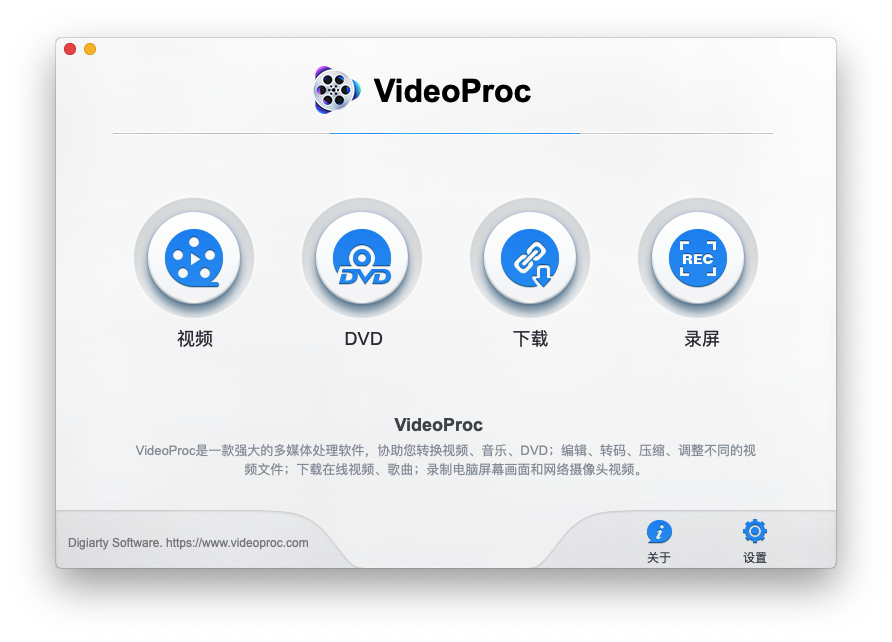 VideoProc
DVD
REC
视频
DVD
下载
录屏
VideoProc
VideoProc是一款强大的多媒体处理软件，协助您转换视频、音乐、DVD；编辑、转码、压缩、调整不同的视
频文件；下载在线视频、歌曲；录制电脑屏幕画面和网络摄像头视频。
Digiarty Software. https://www.videoproc.com
关于
设置